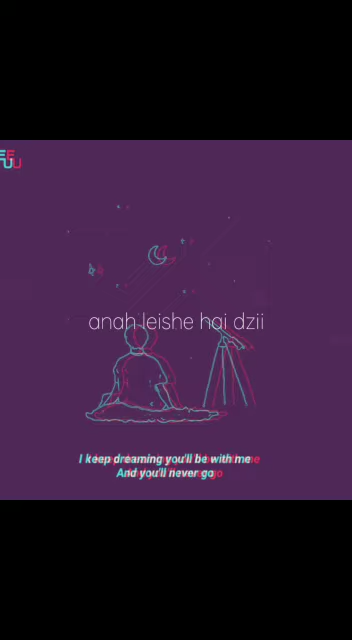 anah leishe hai dzii
I keep dreaming you'll be with me
And you'll never go